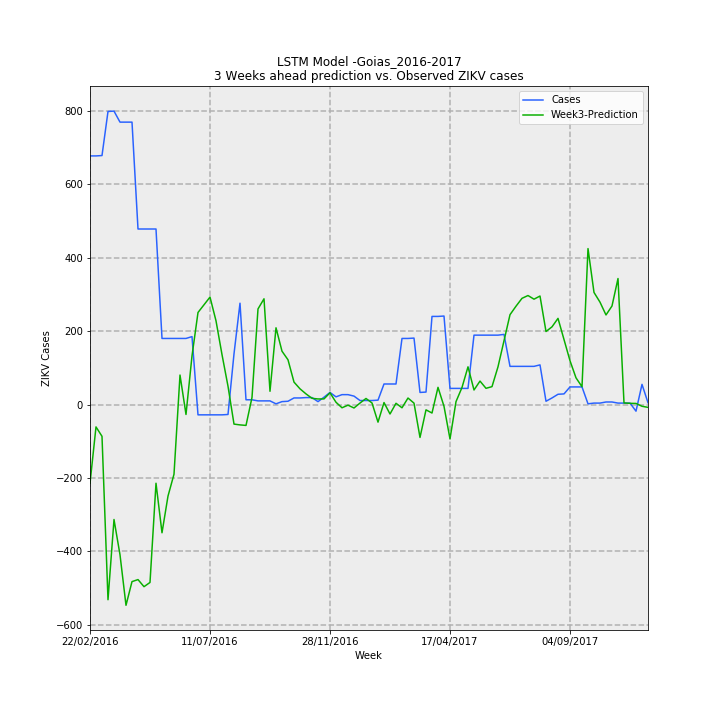 LSTM Model -Goias_2016-2017
3 Weeks ahead prediction vs. Observed ZIKV cases
Cases
Week3-Prediction
ZIKV Cases
800
600
400
200
0
−200
−400
−600
22/02/2016
11/07/2016
28/11/2016
17/04/2017
04/09/2017
Week